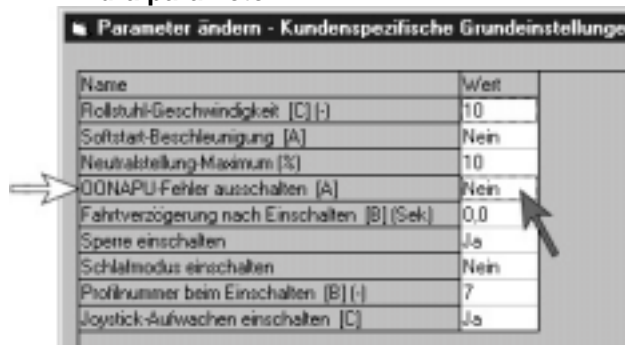 Parameter ändern - Kundenspezifische Grundeinstellunge
Name Wert
Rollstuhl-Geschwindigkeit [C] (-) 10
Softstart-Beschleunigung [A] Nein
Neutralstellung-Maximum (%) 10
OONAPU-Fehler ausschalten [A] Nein
Fahrtverzögerung nach Einschalten [B] (Sek) 0,0
Sperre einschalten Ja
Schlafmodus einschalten Nein
Profilnummer beim Einschalten [B] (-) 7
Joystick-Aufwachen einschalten [C] Ja